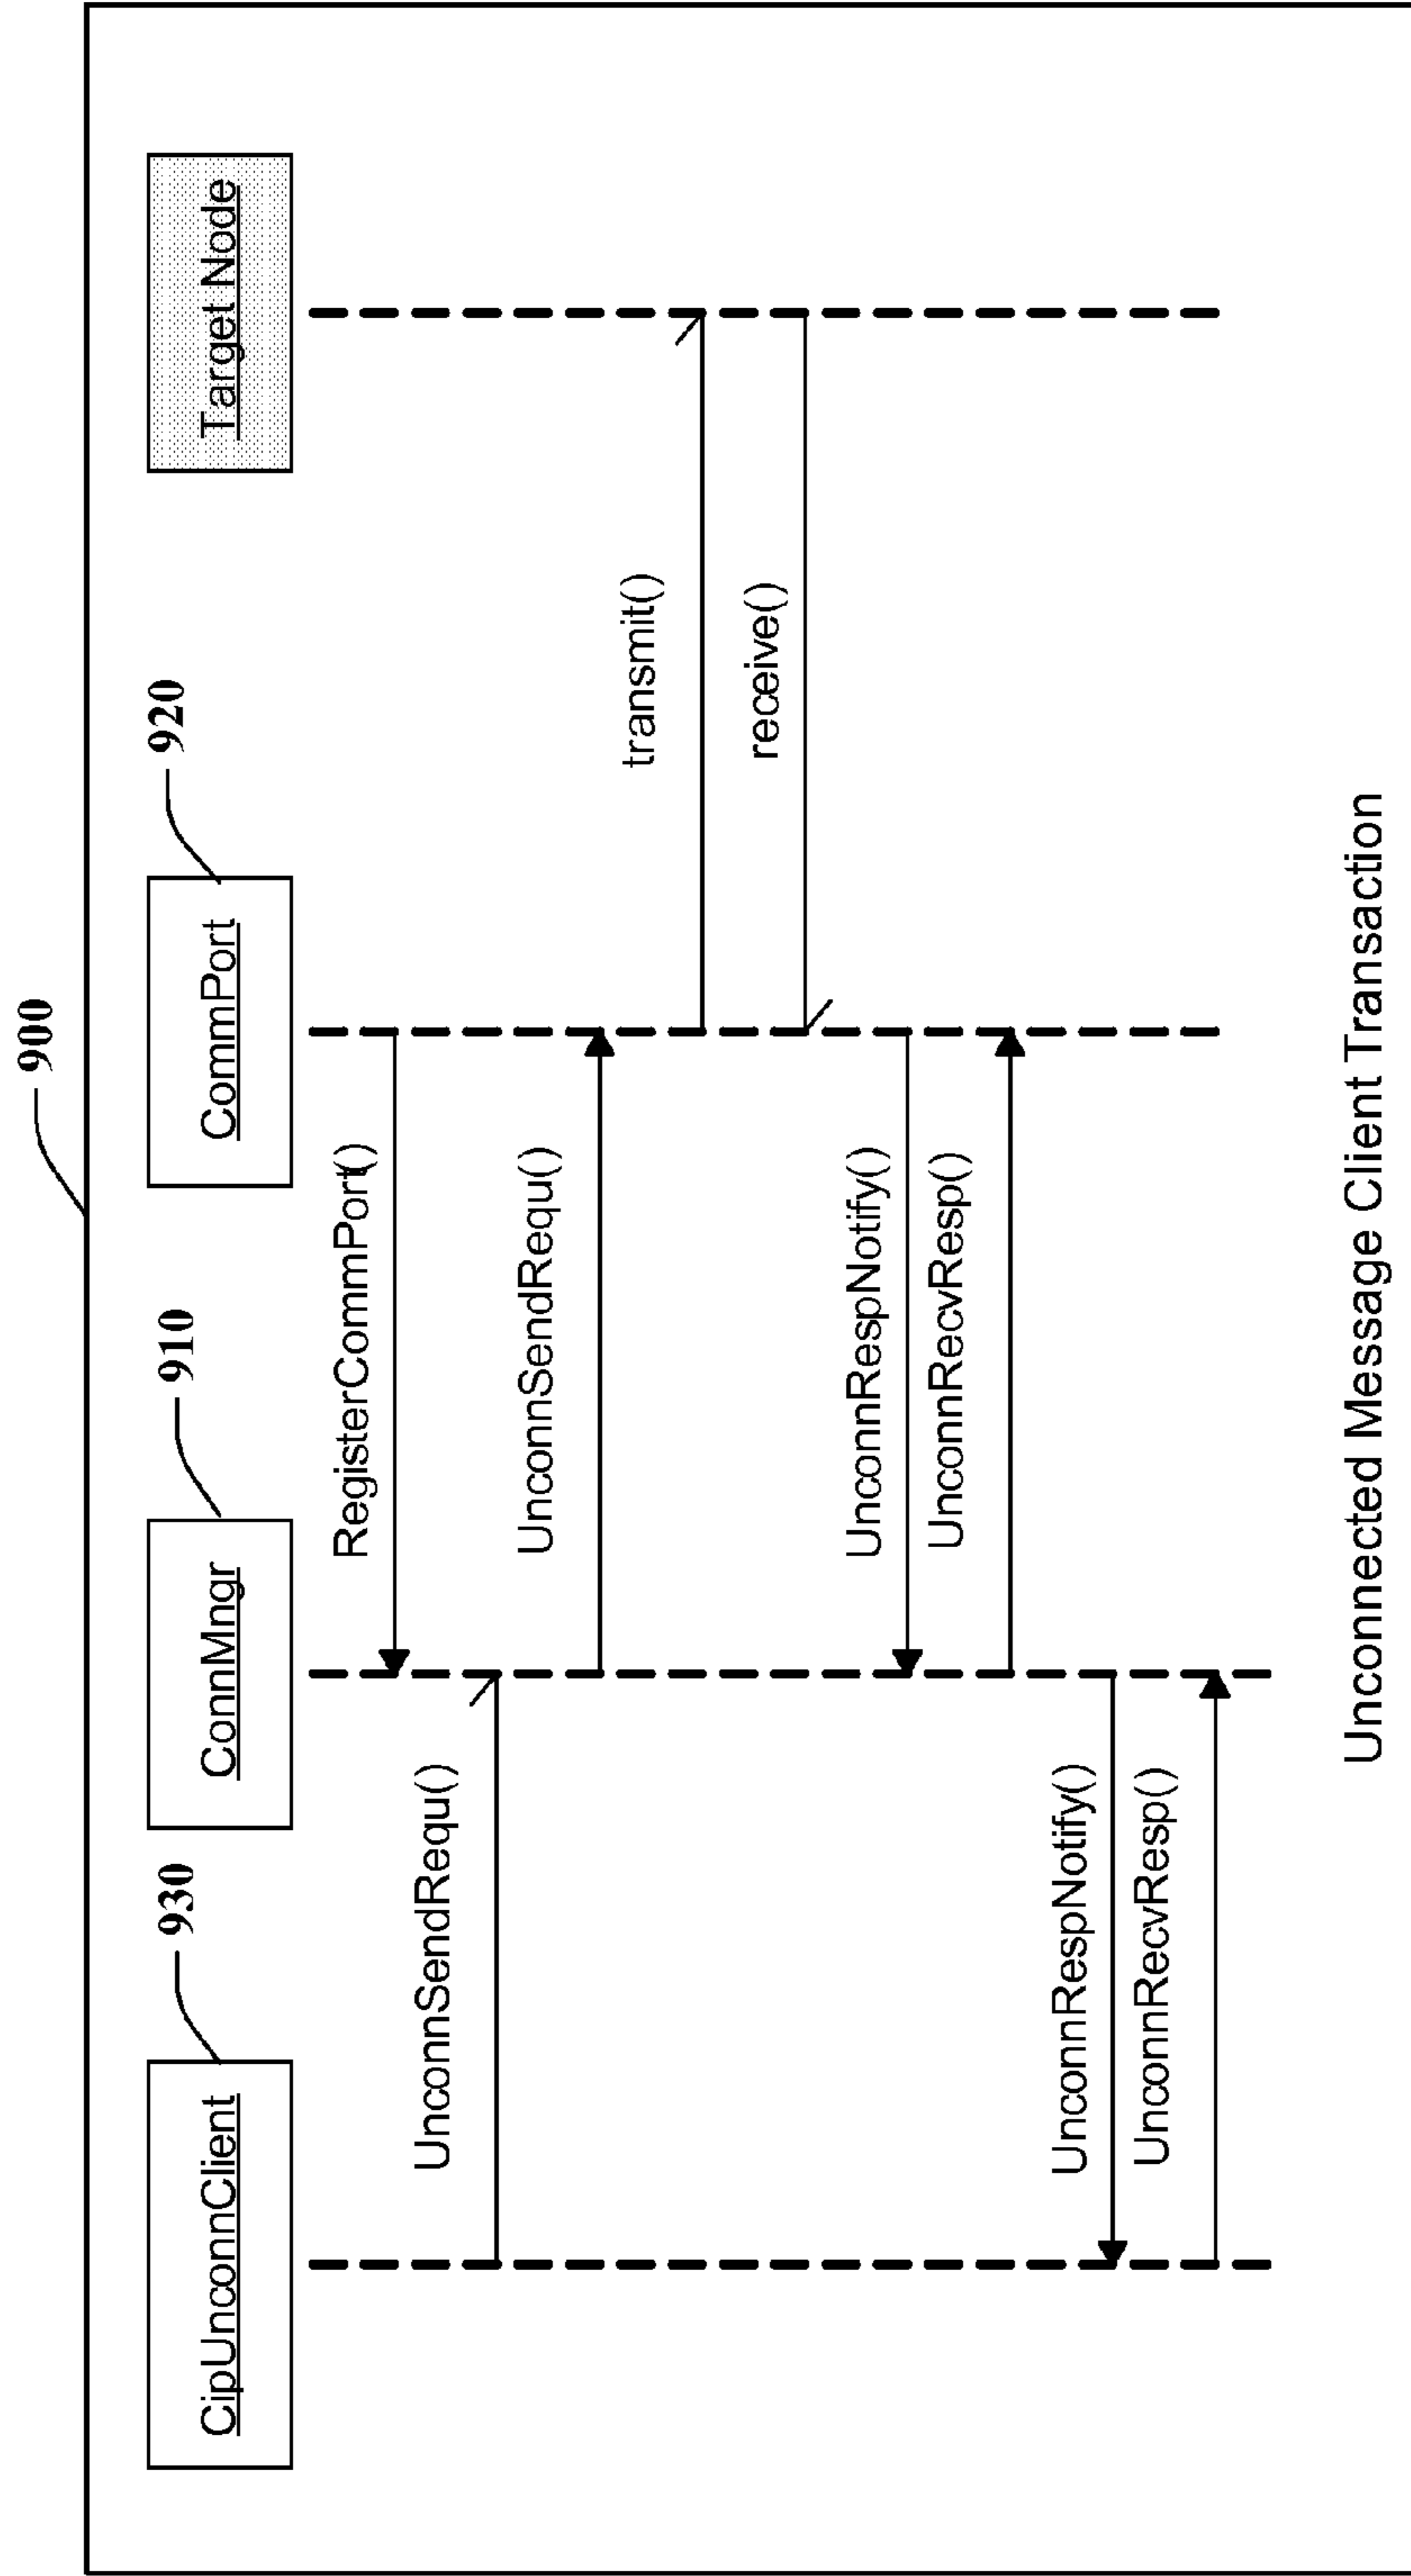 900
930
910
920
CipUnconnClient
ConnMngr
CommPort
Target Node
RegisterCommPort()
UnconnSendRequ()
UnconnSendRequ()
transmit()
receive()
UnconnRespNotify()
UnconnRecvResp()
UnconnRespNotify()
UnconnRecvResp()
Unconnected Message Client Transaction